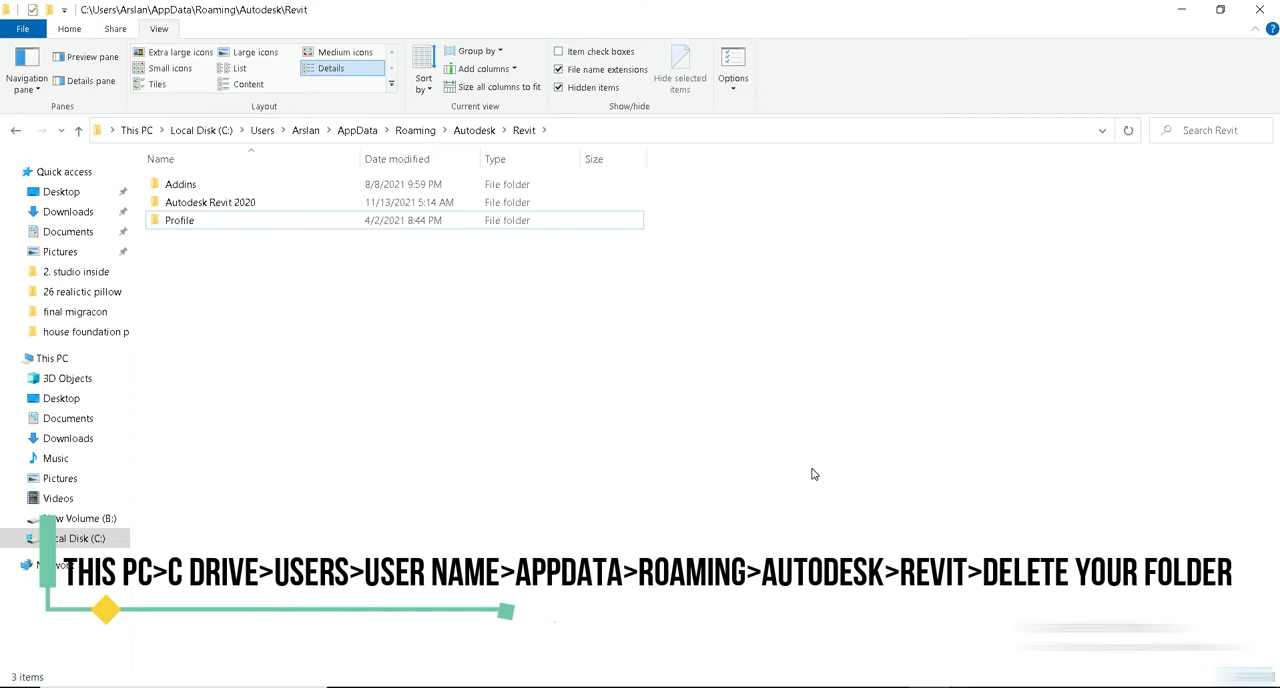 C:\Users\Arslan\AppData\Roaming\Autodesk\Revit
File Home Share View
Navigation pane
Preview pane
Details pane
Panes
Extra large icons Large icons Medium icons
Small icons List Details
Tiles Content
Layout
Sort by
Group by
Add columns
Size all columns to fit
Current view
Item check boxes
File name extensions
Hidden items
Hide selected items
Show/hide
Options
This PC > Local Disk (C:) > Users > Arslan > AppData > Roaming > Autodesk > Revit >
Search Revit
Name Date modified Type Size
Addins 8/8/2021 9:59 PM File folder
Autodesk Revit 2020 11/13/2021 5:14 AM File folder
Profile 4/2/2021 8:44 PM File folder
Quick access
Desktop
Downloads
Documents
Pictures
2. studio inside
26 realictic pillow
final migracon
house foundation p
This PC
3D Objects
Desktop
Documents
Downloads
Music
Pictures
Videos
w Volume (B:)
cal Disk (C:)
THIS PC>C DRIVE>USERS>USER NAME>APPDATA>ROAMING>AUTODESK>REVIT>DELETE YOUR FOLDER
3 items